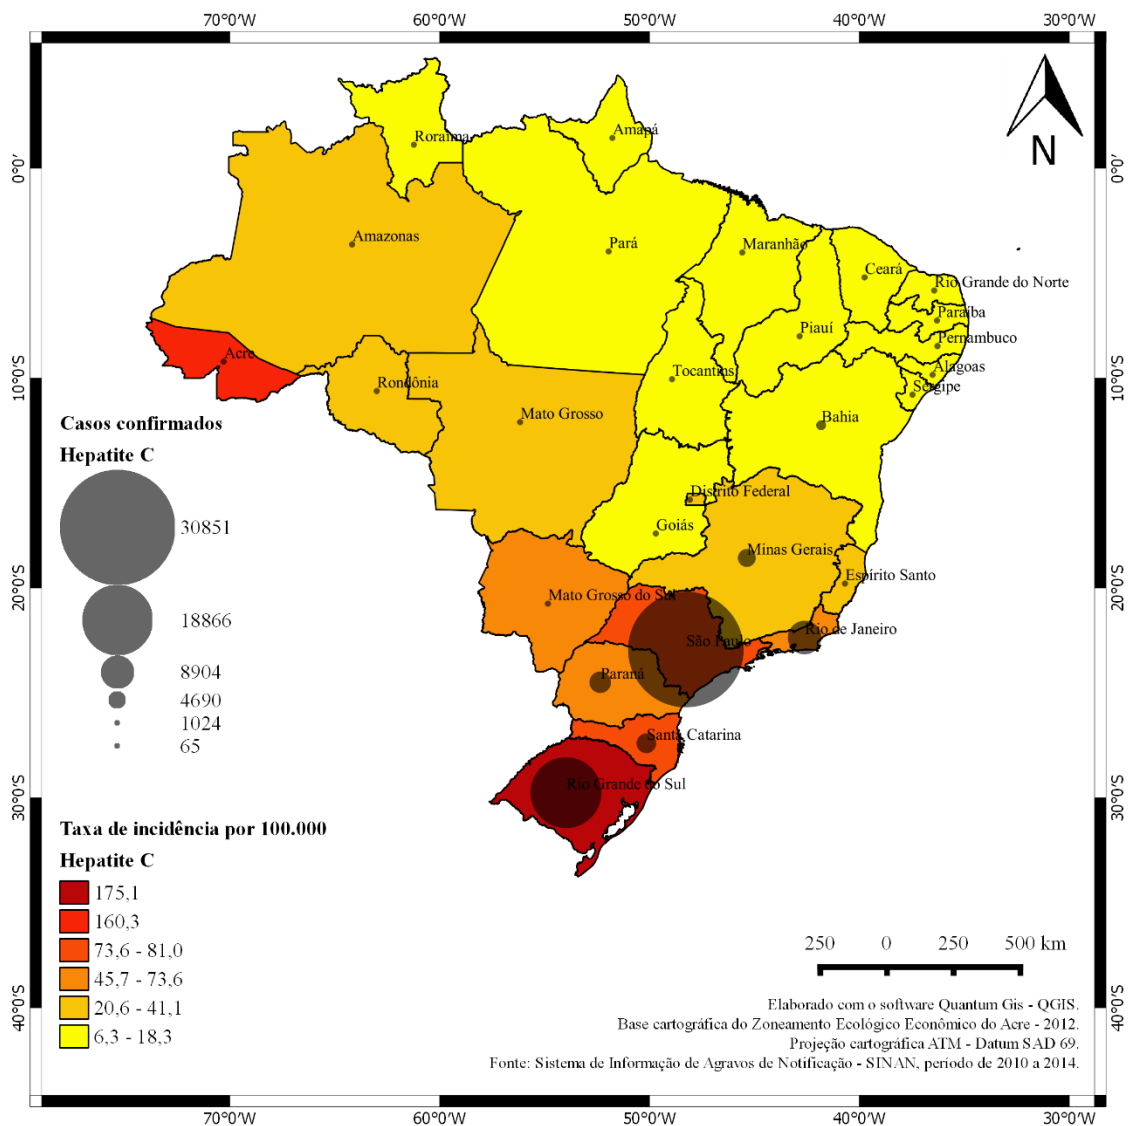 70°0'W 60°0'W 50°0'W 40°0'W 30°0'W
N
0°0'
0°0'
10°0'S
10°0'S
20°0'S
20°0'S
30°0'S
30°0'S
40°0'S
40°0'S
Roraima
Amapá
Amazonas
Pará
Maranhão
Ceará
Rio Grande do Norte
Paraíba
Piauí
Pernambuco
Acre
Alagoas
Tocantins
Rondônia
Sergipe
Mato Grosso
Bahia
Distrito Federal
Goiás
Minas Gerais
Espírito Santo
Mato Grosso do Sul
Rio de Janeiro
São Paulo
Paraná
Santa Catarina
Rio Grande do Sul
Casos confirmados
Hepatite C
30851
18866
8904
4690
1024
65
Taxa de incidência por 100.000
Hepatite C
175,1
160,3
73,6 - 81,0
45,7 - 73,6
20,6 - 41,1
6,3 - 18,3
250 0 250 500 km
Elaborado com o software Quantum Gis - QGIS.
Base cartográfica do Zoneamento Ecológico Econômico do Acre - 2012.
Projeção cartográfica ATM - Datum SAD 69.
Fonte: Sistema de Informação de Agravos de Notificação - SINAN, período de 2010 a 2014.
70°0'W 60°0'W 50°0'W 40°0'W 30°0'W